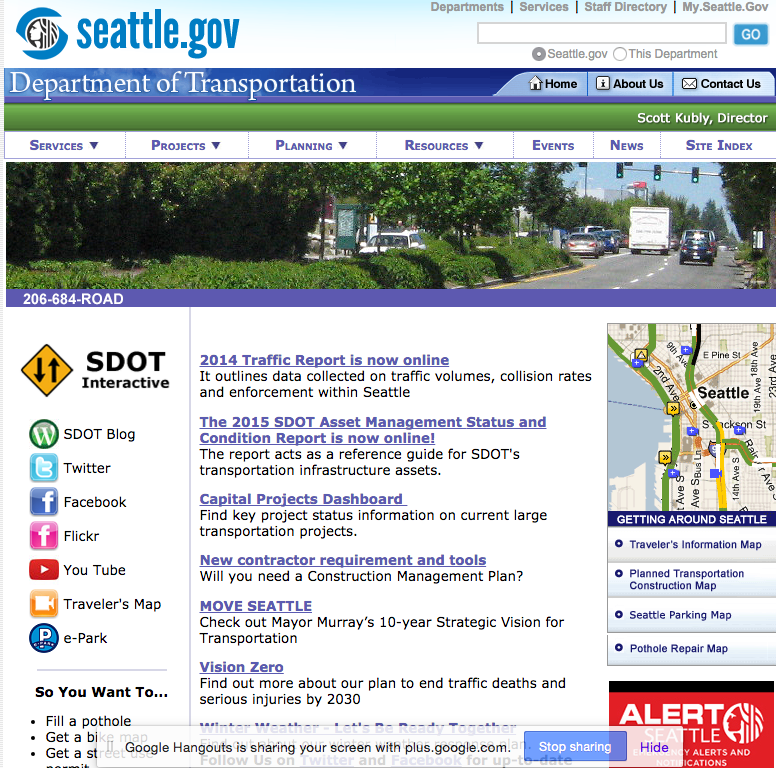 Departments | Services | Staff Directory | My.Seattle.Gov
seattle.gov
GO
Seattle.gov This Department
Department of Transportation
Home About Us Contact Us
Scott Kubly, Director
Services ▼ Projects ▼ Planning ▼ Resources ▼ Events News Site Index
206-684-ROAD
SDOT
Interactive
SDOT Blog
Twitter
Facebook
Flickr
You Tube
Traveler's Map
e-Park
So You Want To...
• Fill a pothole
• Get a bike map
• Get a street use
permit
2014 Traffic Report is now online
It outlines data collected on traffic volumes, collision rates
and enforcement within Seattle
The 2015 SDOT Asset Management Status and
Condition Report is now online!
The report acts as a reference guide for SDOT's
transportation infrastructure assets.
Capital Projects Dashboard
Find key project status information on current large
transportation projects.
New contractor requirement and tools
Will you need a Construction Management Plan?
MOVE SEATTLE
Check out Mayor Murray's 10-year Strategic Vision for
Transportation
Vision Zero
Find out more about our plan to end traffic deaths and
serious injuries by 2030
Winter Weather - Let's Be Ready Together
plan.
Follow Us on Twitter and Facebook for up-to-date
E Pine St
9th Ave
2nd Ave
18th Ave
19th Ave
23rd
Seattle
S Jackson St
14th Ave S
GETTING AROUND SEATTLE
Traveler's Information Map
Planned Transportation
Construction Map
Seattle Parking Map
Pothole Repair Map
ALERT
SEATTLE
EMERGENCY ALERTS AND
NOTIFICATIONS
Google Hangouts is sharing your screen with plus.google.com. Stop sharing Hide